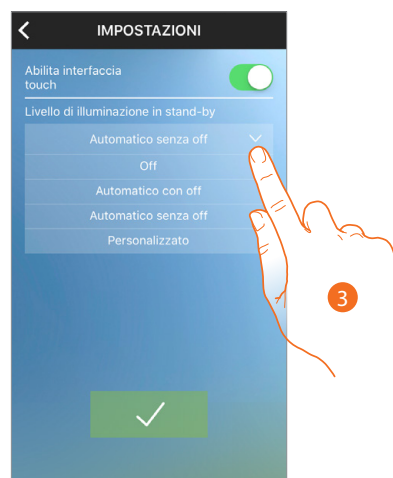 IMPOSTAZIONI
Abilita interfaccia
touch
Livello di illuminazione in stand-by
Automatico senza off
Off
Automatico con off
Automatico senza off
Personalizzato
3